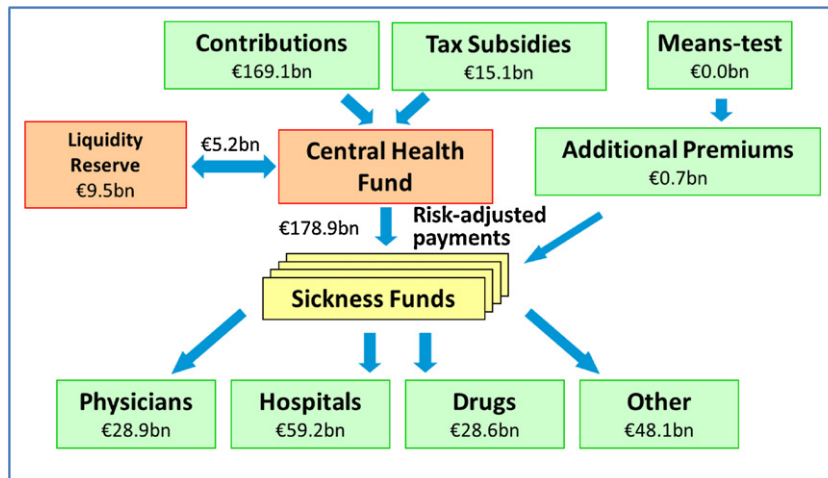 Contributions
€169.1bn
Tax Subsidies
€15.1bn
Means-test
€0.0bn
Liquidity
Reserve
€9.5bn
€5.2bn
Central Health
Fund
Additional Premiums
€0.7bn
€178.9bn
Risk-adjusted
payments
Sickness Funds
Physicians
€28.9bn
Hospitals
€59.2bn
Drugs
€28.6bn
Other
€48.1bn